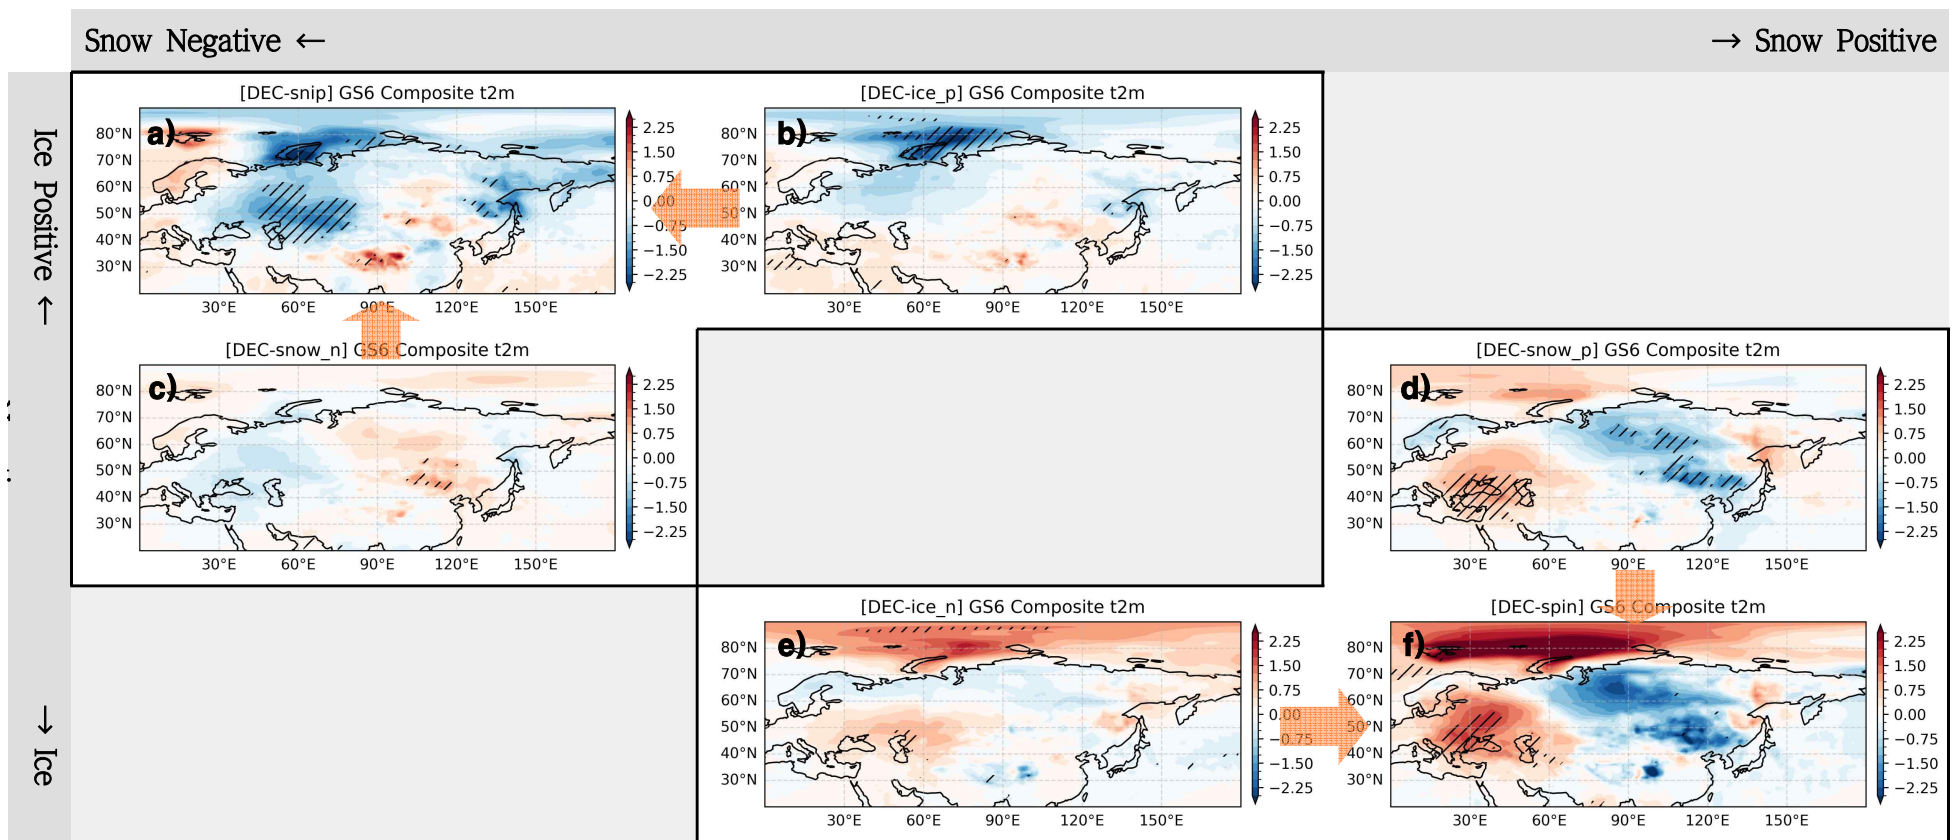 Snow Negative ←
→ Snow Positive
Ice Positive ←
→ Ice
[DEC-snip] GS6 Composite t2m
a)
80°N
70°N
60°N
50°N
40°N
30°N
30°E 60°E 90°E 120°E 150°E
2.25
1.50
0.75
0.00
−0.75
−1.50
−2.25
[DEC-ice_p] GS6 Composite t2m
b)
80°N
70°N
60°N
50°N
40°N
30°N
30°E 60°E 90°E 120°E 150°E
2.25
1.50
0.75
0.00
−0.75
−1.50
−2.25
[DEC-snow_n] GS6 Composite t2m
c)
80°N
70°N
60°N
50°N
40°N
30°N
30°E 60°E 90°E 120°E 150°E
2.25
1.50
0.75
0.00
−0.75
−1.50
−2.25
[DEC-snow_p] GS6 Composite t2m
d)
80°N
70°N
60°N
50°N
40°N
30°N
30°E 60°E 90°E 120°E 150°E
2.25
1.50
0.75
0.00
−0.75
−1.50
−2.25
[DEC-ice_n] GS6 Composite t2m
e)
80°N
70°N
60°N
50°N
40°N
30°N
30°E 60°E 90°E 120°E 150°E
2.25
1.50
0.75
0.00
−0.75
−1.50
−2.25
[DEC-spin] GS6 Composite t2m
f)
80°N
70°N
60°N
50°N
40°N
30°N
30°E 60°E 90°E 120°E 150°E
2.25
1.50
0.75
0.00
−0.75
−1.50
−2.25